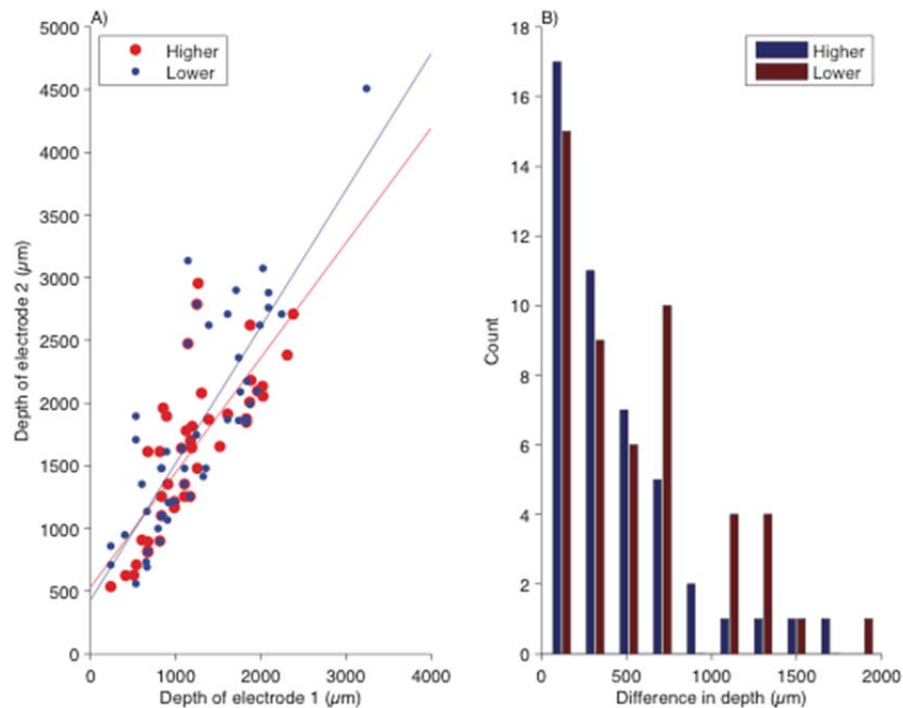 A)
5000
4500
4000
3500
3000
2500
2000
1500
1000
500
0
Depth of electrode 2 (µm)
Higher
Lower
0 1000 2000 3000 4000
Depth of electrode 1 (µm)
B)
18
16
14
12
10
8
6
4
2
0
Count
Higher
Lower
0 500 1000 1500 2000
Difference in depth (µm)